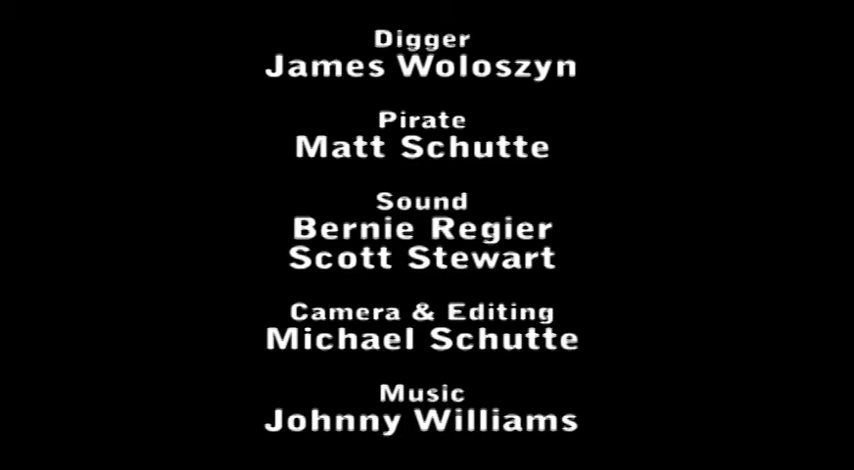 Digger
James Woloszyn
Pirate
Matt Schutte
Sound
Bernie Regier
Scott Stewart
Camera & Editing
Michael Schutte
Music
Johnny Williams